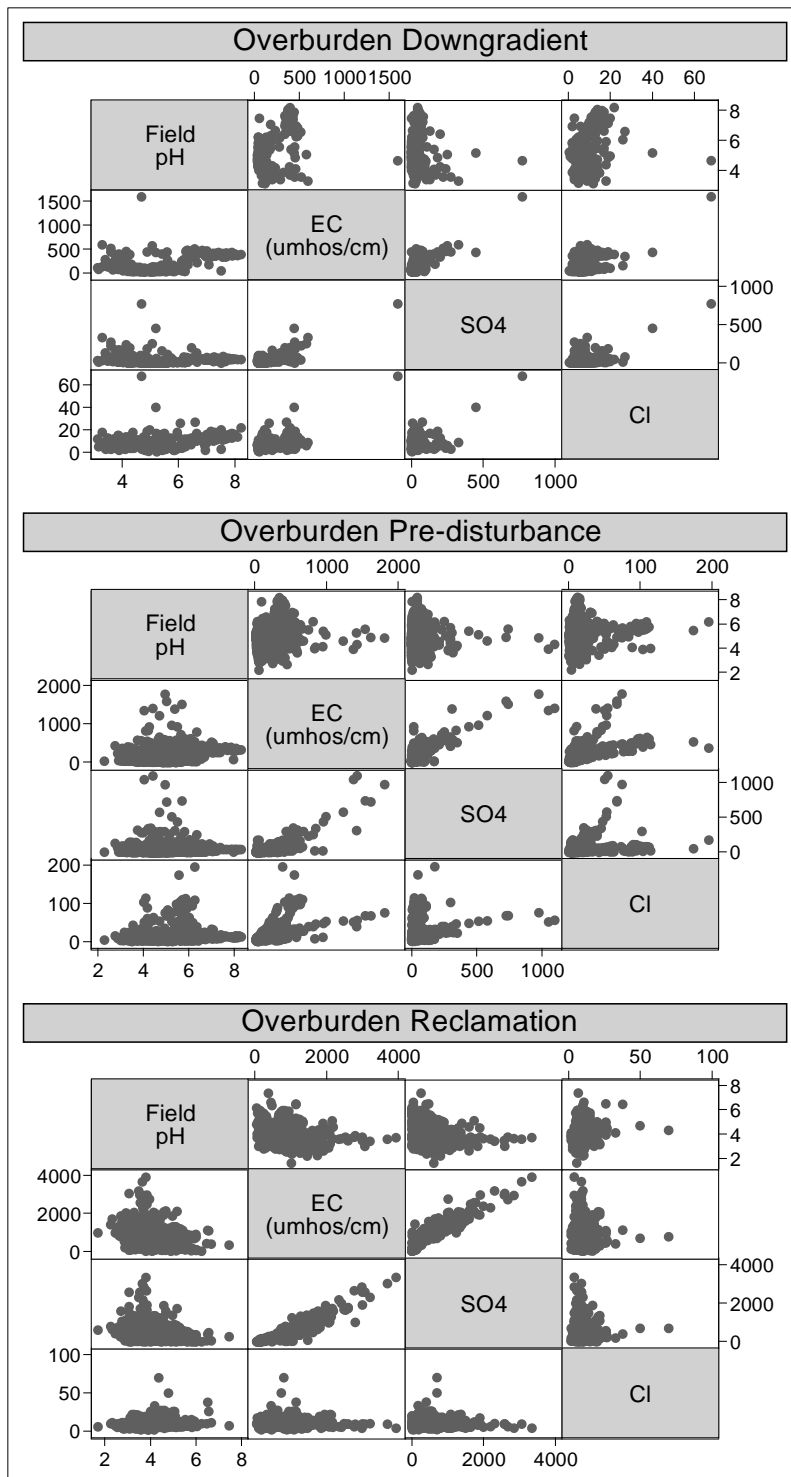 Overburden Downgradient
0 500 1000 1500
0 20 40 60
Field
pH
8
6
4
1500
1000
500
0
EC
(umhos/cm)
SO4
1000
500
0
60
40
20
0
Cl
4 6 8
0 500 1000
Overburden Pre-disturbance
0 1000 2000
0 100 200
Field
pH
8
6
4
2
2000
1000
0
EC
(umhos/cm)
SO4
1000
500
0
200
100
0
Cl
2 4 6 8
0 500 1000
Overburden Reclamation
0 2000 4000
0 50 100
Field
pH
8
6
4
2
4000
2000
0
EC
(umhos/cm)
SO4
4000
2000
0
100
50
0
Cl
2 4 6 8
0 2000 4000